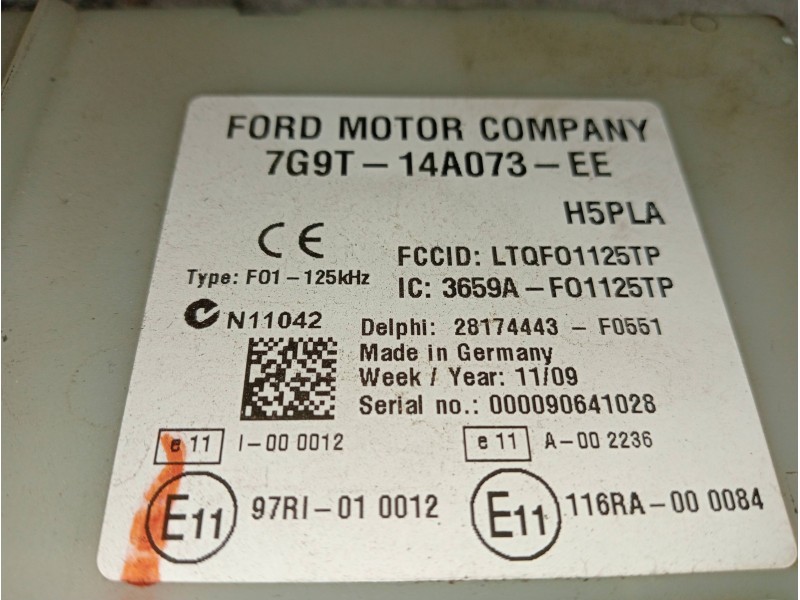 FORD MOTOR COMPANY
7G9T-14A073-EE
H5PLA
CE
FCCID: LTQFO1125TP
Type: FO1-125kHz
IC: 3659A-FO1125TP
N11042
Delphi: 28174443-F0551
Made in Germany
Week / Year: 11/09
Serial no.: 000090641028
e 11 I-00 0012
e 11 A-00 2236
E11 97RI-01 0012
E11 116RA-00 0084